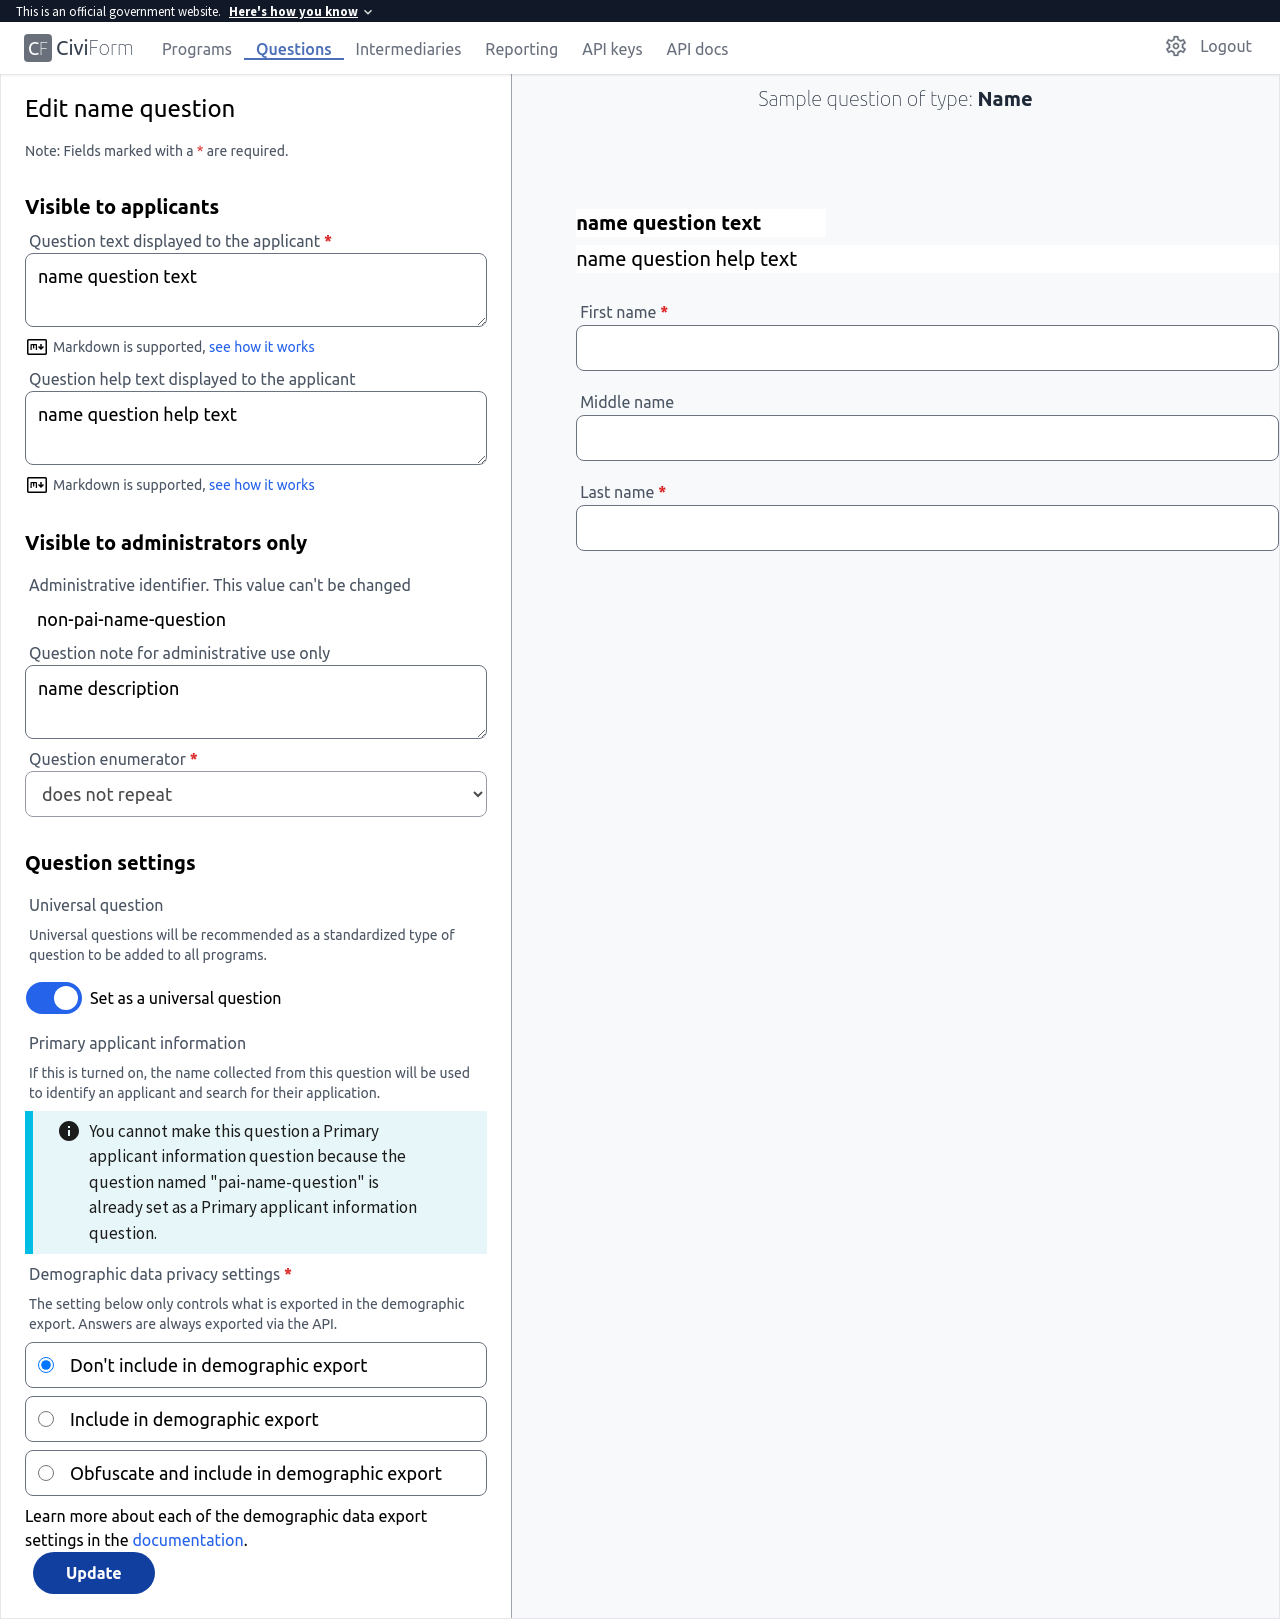 This is an official government website. Here's how you know
CF CiviForm Programs Questions Intermediaries Reporting API keys API docs Logout
Edit name question
Note: Fields marked with a * are required.
Visible to applicants
Question text displayed to the applicant *
name question text
Markdown is supported, see how it works
Question help text displayed to the applicant
name question help text
Markdown is supported, see how it works
Visible to administrators only
Administrative identifier. This value can't be changed
non-pai-name-question
Question note for administrative use only
name description
Question enumerator *
does not repeat
Question settings
Universal question
Universal questions will be recommended as a standardized type of
question to be added to all programs.
Set as a universal question
Primary applicant information
If this is turned on, the name collected from this question will be used
to identify an applicant and search for their application.
You cannot make this question a Primary
applicant information question because the
question named "pai-name-question" is
already set as a Primary applicant information
question.
Demographic data privacy settings *
The setting below only controls what is exported in the demographic
export. Answers are always exported via the API.
Don't include in demographic export
Include in demographic export
Obfuscate and include in demographic export
Learn more about each of the demographic data export
settings in the documentation.
Update
Sample question of type: Name
name question text
name question help text
First name *
Middle name
Last name *